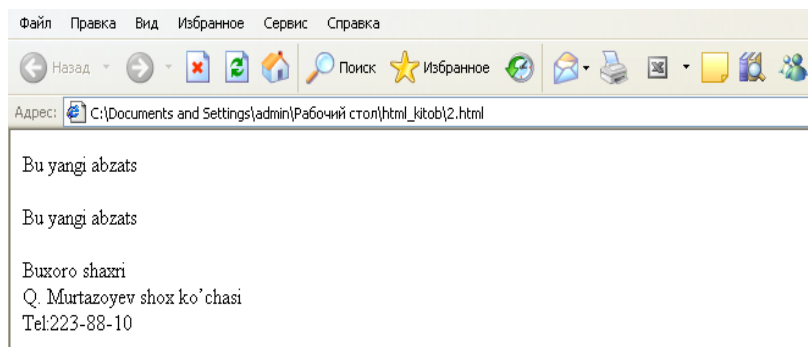 Файл Правка Вид Избранное Сервис Справка
Назад Поиск Избранное
Адрес: C:\Documents and Settings\admin\Рабочий стол\html_kitob\2.html
Bu yangi abzats
Bu yangi abzats
Buxoro shaxri
Q. Murtazoyev shox ko’chasi
Tel:223-88-10